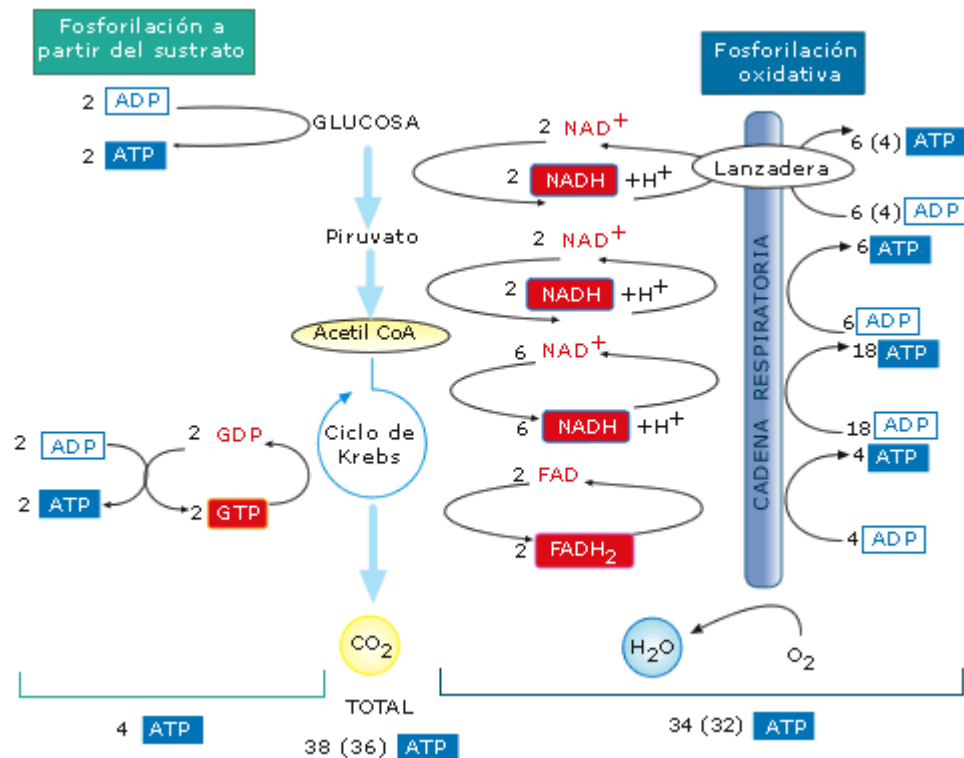 Fosforilación a
partir del sustrato
2 ADP
2 ATP
GLUCOSA
Piruvato
Acetil CoA
Ciclo de
Krebs
2 ADP
2 ATP
2 GDP
2 GTP
CO2
2 NAD+
2 NADH +H+
2 NAD+
2 NADH +H+
6 NAD+
6 NADH +H+
2 FAD
2 FADH2
Fosforilación
oxidativa
Lanzadera
CADENA RESPIRATORIA
6 (4) ATP
6 (4) ADP
6 ATP
6 ADP
18 ATP
18 ADP
4 ATP
4 ADP
H2O
O2
4 ATP
TOTAL
38 (36) ATP
34 (32) ATP